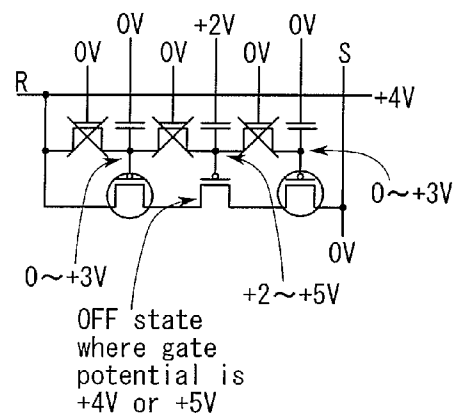 0V +2V 0V
0V 0V 0V S
R
+4V
0～+3V
0V
0～+3V
+2～+5V
OFF state
where gate
potential is
+4V or +5V